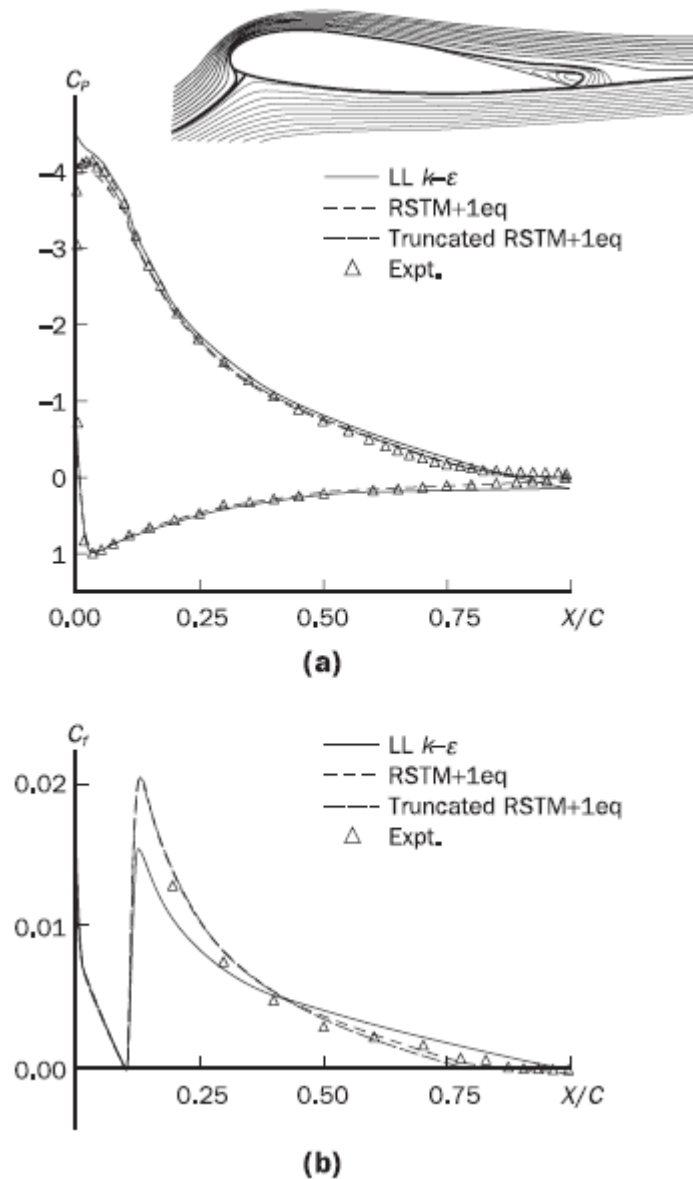 C_P
LL k–ε
RSTM+1eq
Truncated RSTM+1eq
Expt.
–4
–3
–2
–1
0
1
0.00 0.25 0.50 0.75 X/C
(a)
C_f
LL k–ε
RSTM+1eq
Truncated RSTM+1eq
Expt.
0.02
0.01
0.00
0.25 0.50 0.75 X/C
(b)